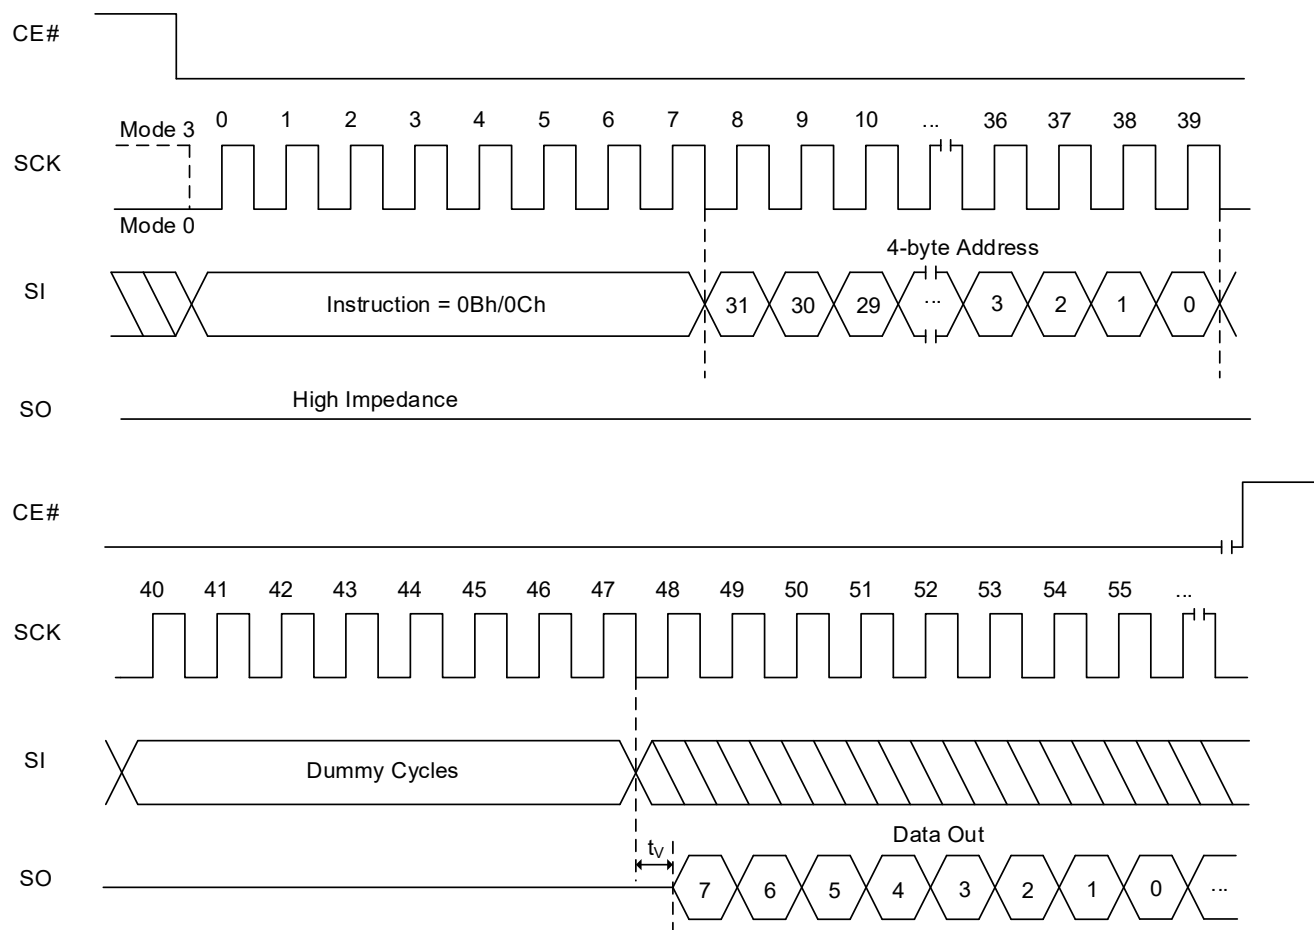 CE#
Mode 3 0 1 2 3 4 5 6 7 8 9 10 ... 36 37 38 39
SCK
Mode 0
4-byte Address
SI Instruction = 0Bh/0Ch 31 30 29 ... 3 2 1 0
SO High Impedance
CE#
40 41 42 43 44 45 46 47 48 49 50 51 52 53 54 55 ...
SCK
SI Dummy Cycles
Data Out
tV
SO 7 6 5 4 3 2 1 0 ...